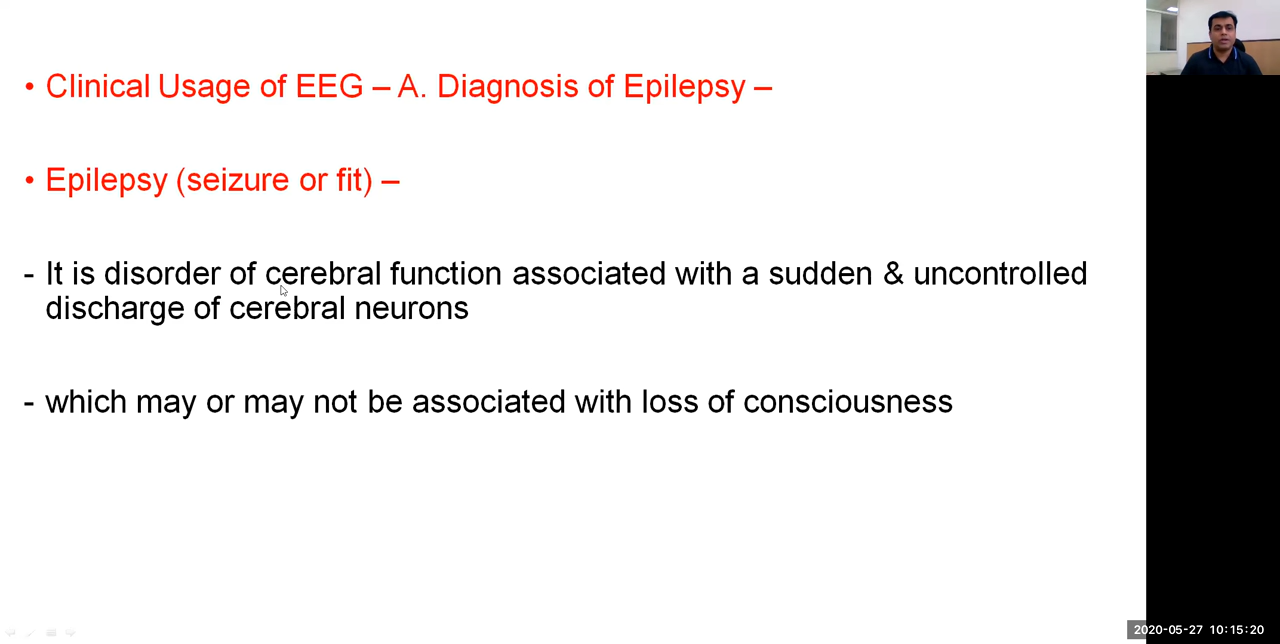 • Clinical Usage of EEG – A. Diagnosis of Epilepsy –
• Epilepsy (seizure or fit) –
- It is disorder of cerebral function associated with a sudden & uncontrolled
discharge of cerebral neurons
- which may or may not be associated with loss of consciousness
2020-05-27 10:15:20